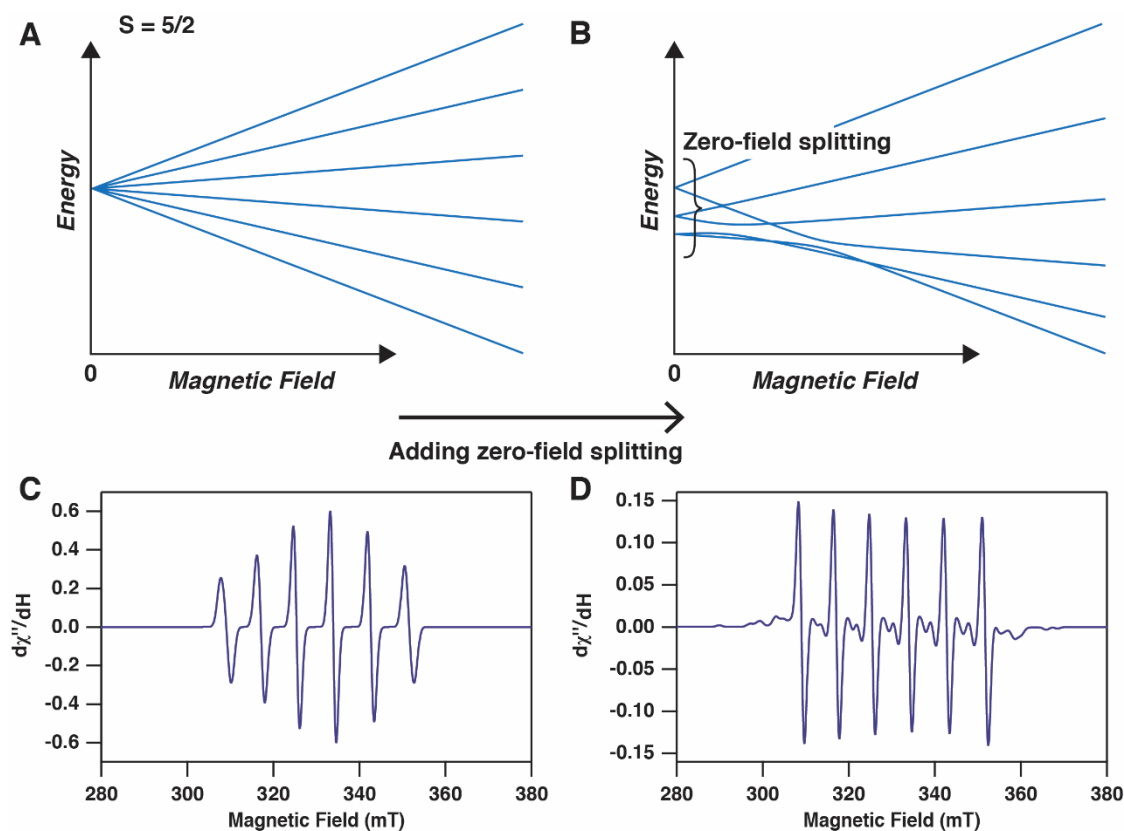 A
S = 5/2
Energy
0
Magnetic Field
B
Zero-field splitting
Energy
0
Magnetic Field
Adding zero-field splitting
C
dχ''/dH
0.6
0.4
0.2
0.0
-0.2
-0.4
-0.6
280 300 320 340 360 380
Magnetic Field (mT)
D
dχ''/dH
0.15
0.10
0.05
0.00
-0.05
-0.10
-0.15
280 300 320 340 360 380
Magnetic Field (mT)